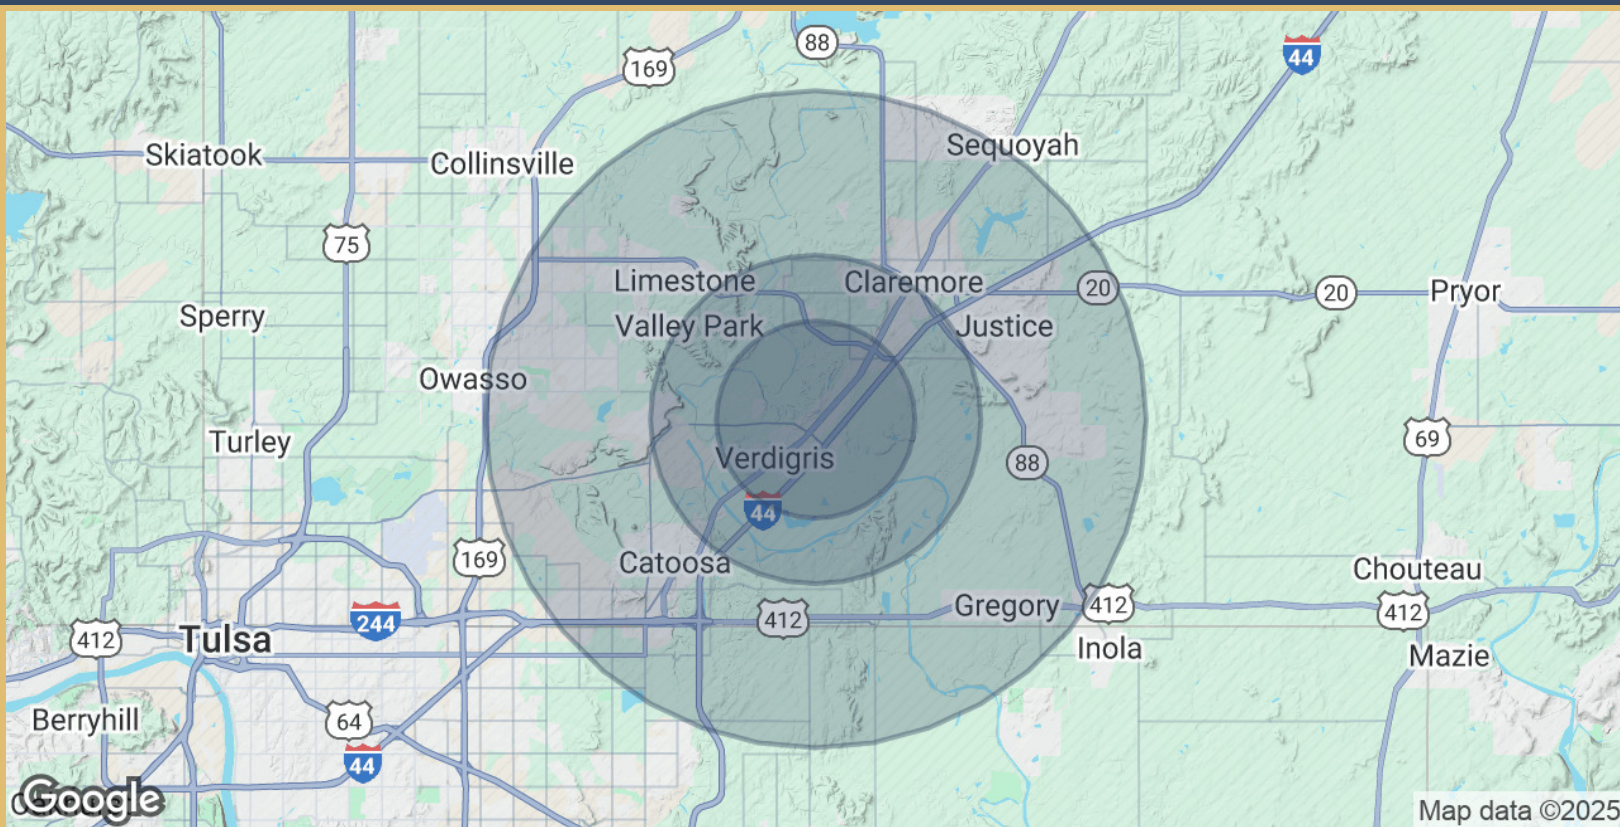 88
44
169
Sequoyah
Skiatook
Collinsville
75
Limestone
Claremore
20
20
Pryor
Sperry
Valley Park
Justice
Owasso
Turley
69
Verdigris
88
44
169
Catoosa
Chouteau
Gregory
412
412
412
244
412
Tulsa
Inola
Mazie
Berryhill
64
44
Google
Map data ©2025